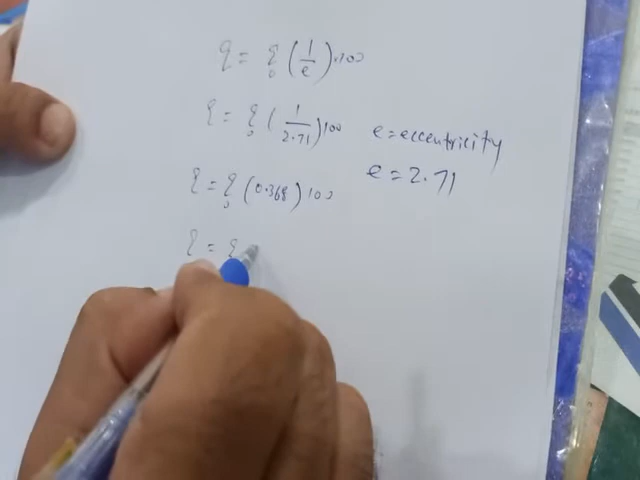 q = q₀ (1/e) × 100
q = q₀ (1/2.71) 100
e = eccentricity
e = 2.71
q = q₀ (0.368) 100
q = q